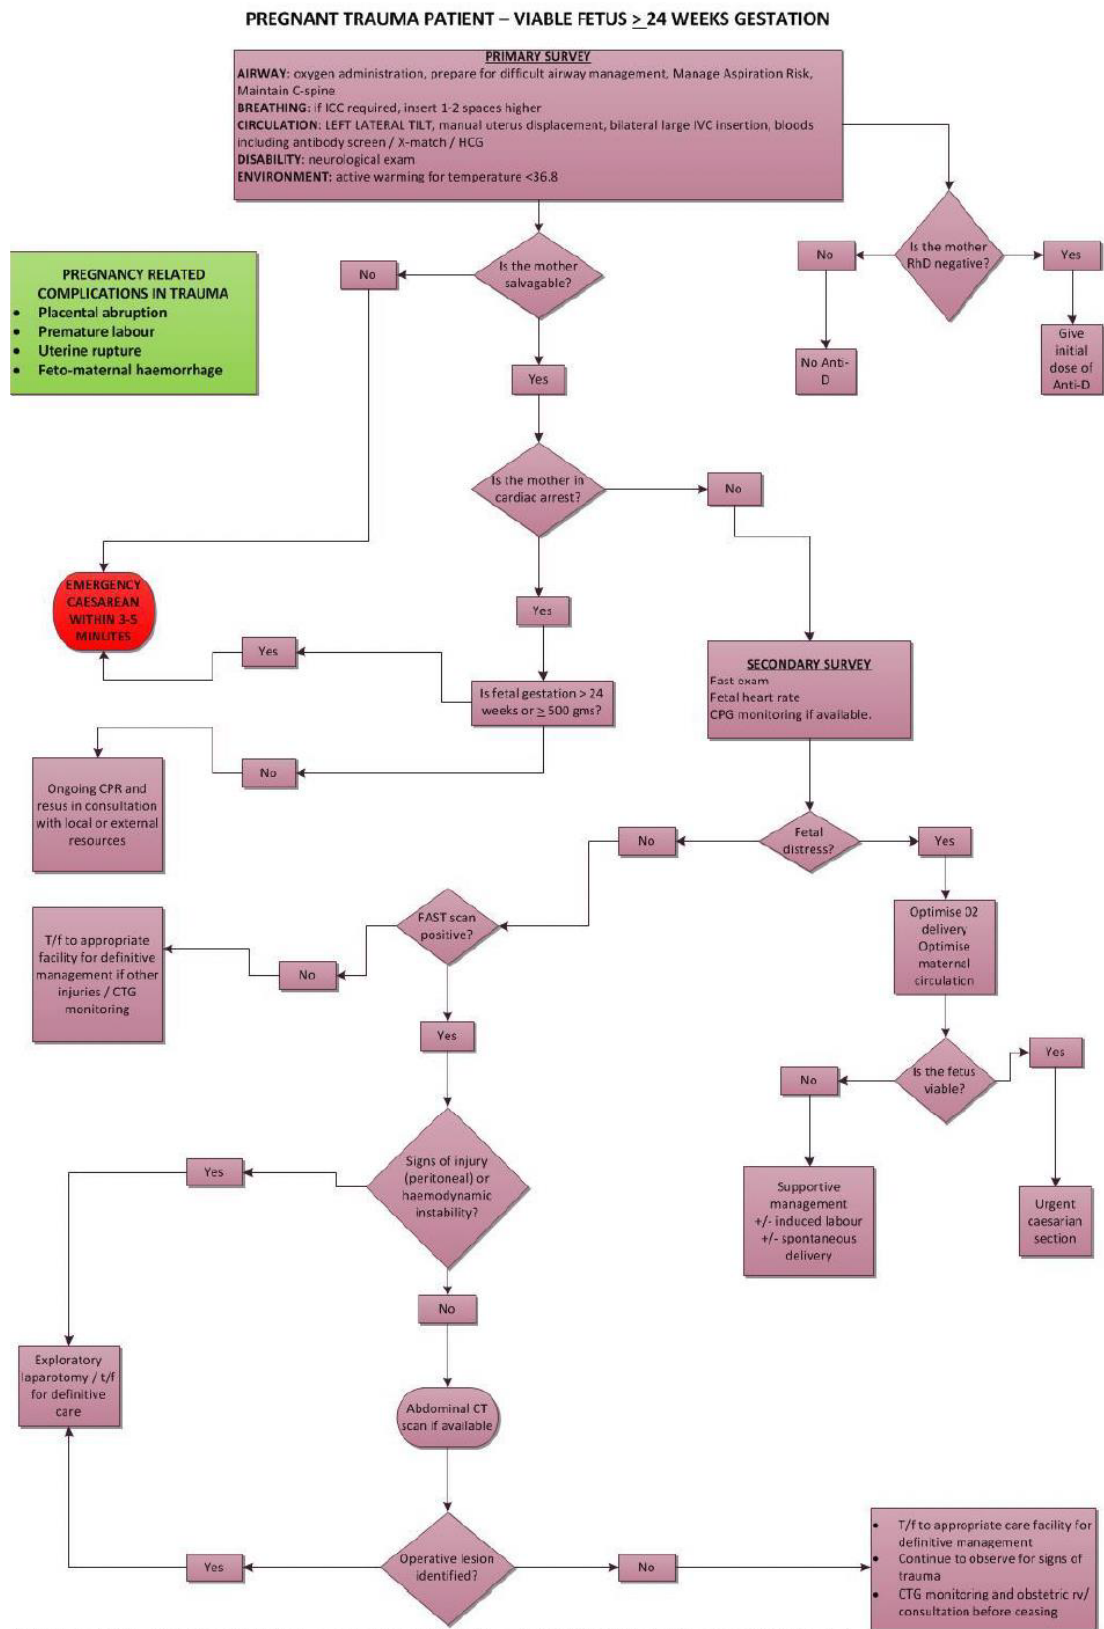 PREGNANT TRAUMA PATIENT – VIABLE FETUS > 24 WEEKS GESTATION
PRIMARY SURVEY
AIRWAY: oxygen administration, prepare for difficult airway management, Manage Aspiration Risk,
Maintain C-spine
BREATHING: if ICC required, insert 1-2 spaces higher
CIRCULATION: LEFT LATERAL TILT, manual uterus displacement, bilateral large IVC insertion, bloods
including antibody screen / X-match / HCG
DISABILITY: neurological exam
ENVIRONMENT: active warming for temperature <36.8
PREGNANCY RELATED
COMPLICATIONS IN TRAUMA
• Placental abruption
• Premature labour
• Uterine rupture
• Feto-maternal haemorrhage
No
Is the mother
salvagable?
No
Is the mother
RhD negative?
Yes
No Anti-
D
Give
initial
dose of
Anti-D
Yes
Is the mother in
cardiac arrest?
No
EMERGENCY
CAESAREAN
WITHIN 3-5
MINUTES
Yes
Yes
Is fetal gestation > 24
weeks or ≥ 500 gms?
SECONDARY SURVEY
Fast exam
Fetal heart rate
CPG monitoring if available.
No
Ongoing CPR and
resus in consultation
with local or external
resources
No
Fetal
distress?
Yes
T/f to appropriate
facility for definitive
management if other
injuries / CTG
monitoring
No
FAST scan
positive?
Optimise 02
delivery
Optimise
maternal
circulation
Yes
No
Is the fetus
viable?
Yes
Yes
Signs of injury
(peritoneal) or
haemodynamic
instability?
Supportive
management
+/- induced labour
+/- spontaneous
delivery
Urgent
caesarian
section
No
Exploratory
laparotomy / t/f
for definitive
care
Abdominal CT
scan if available
Yes
Operative lesion
identified?
No
• T/f to appropriate care facility for
definitive management
• Continue to observe for signs of
trauma
• CTG monitoring and obstetric rv/
consultation before ceasing